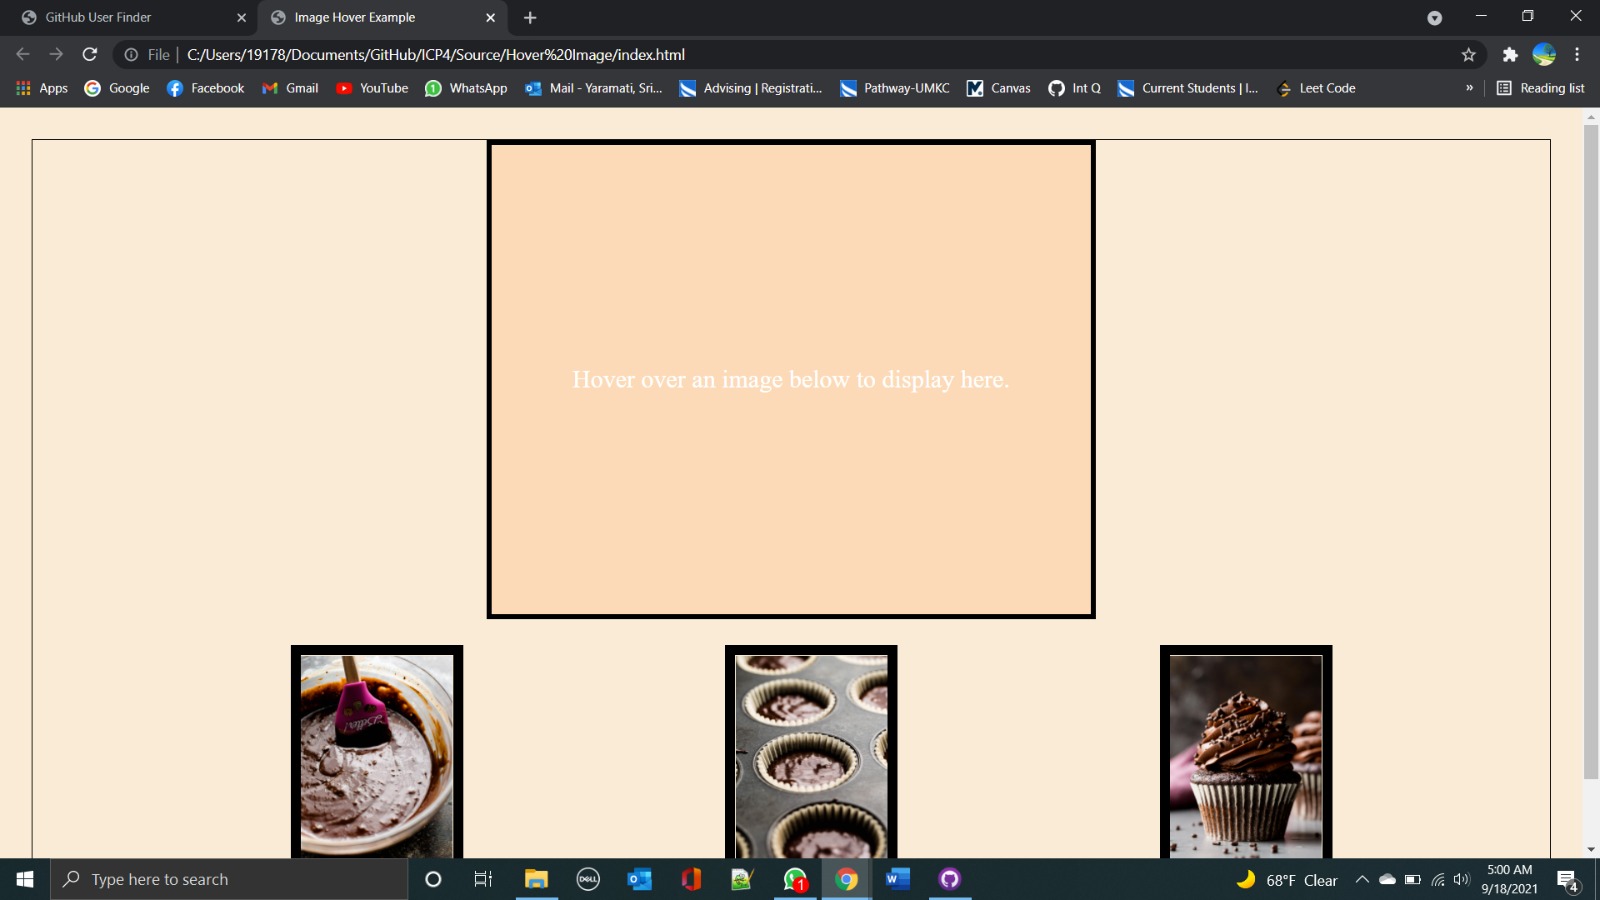 GitHub User Finder
Image Hover Example
File | C:/Users/19178/Documents/GitHub/ICP4/Source/Hover%20Image/index.html
Apps Google Facebook Gmail YouTube WhatsApp Mail - Yaramati, Sri... Advising | Registrati... Pathway-UMKC Canvas Int Q Current Students | I... Leet Code » Reading list
Hover over an image below to display here.
Type here to search
DELL
1
68°F Clear
5:00 AM
9/18/2021
4